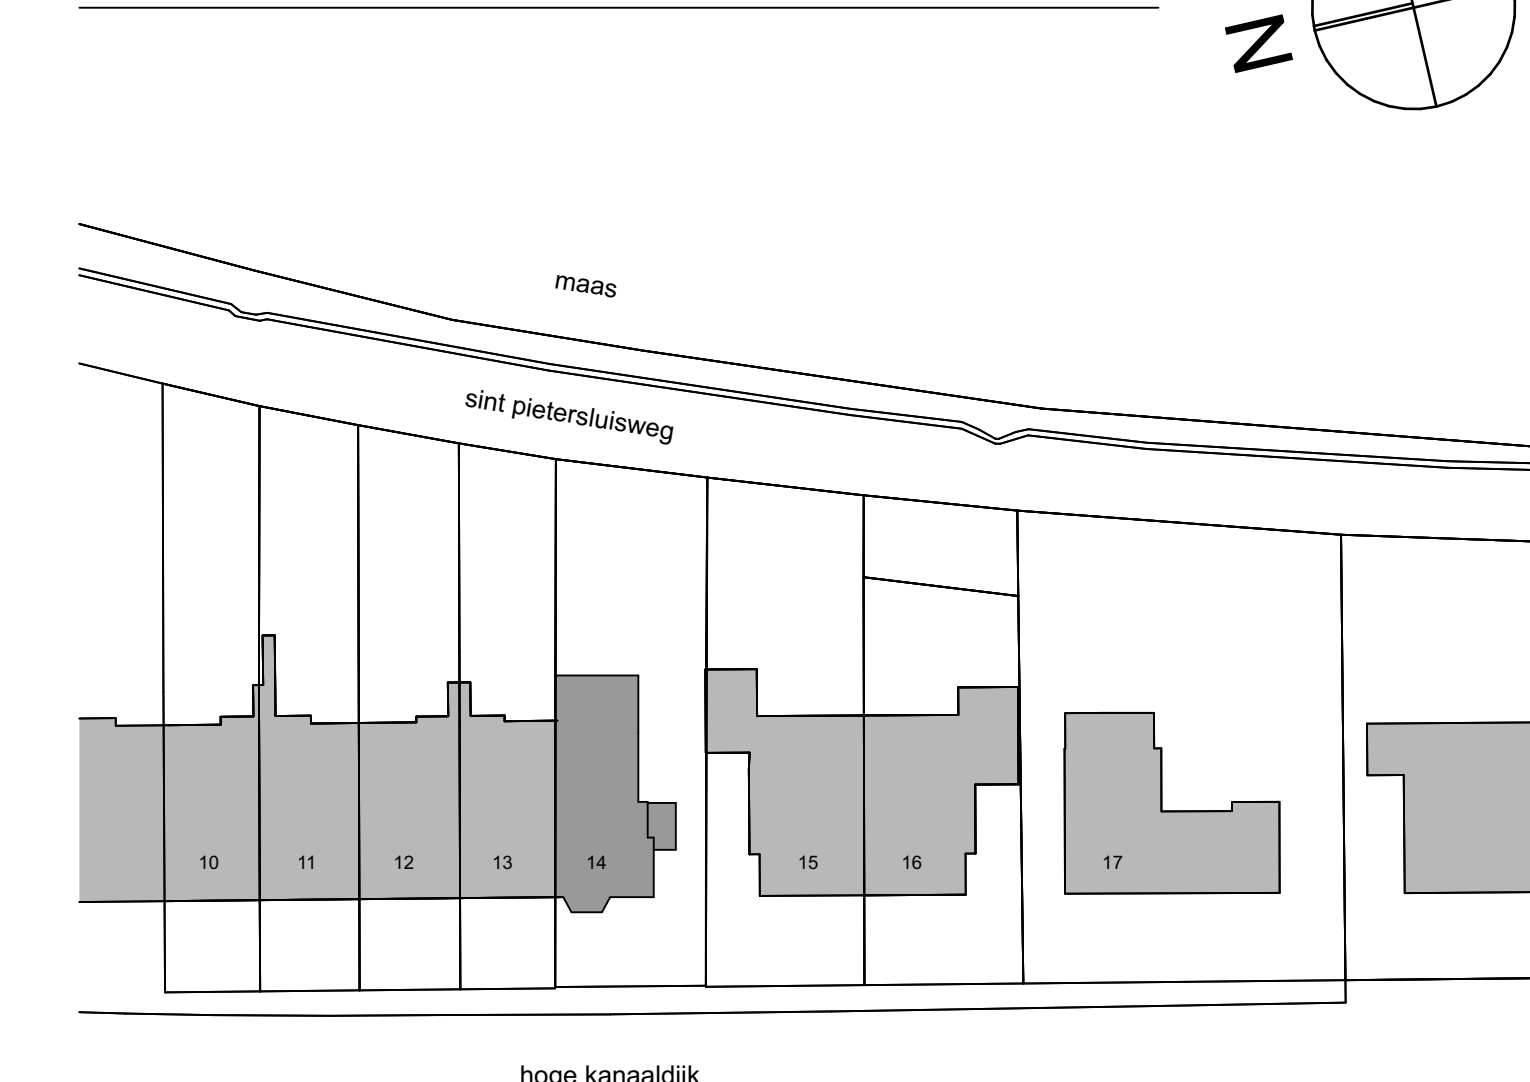 N
maas
sint pietersluisweg
10 11 12 13 14 15 16 17
hoge kanaaldijk